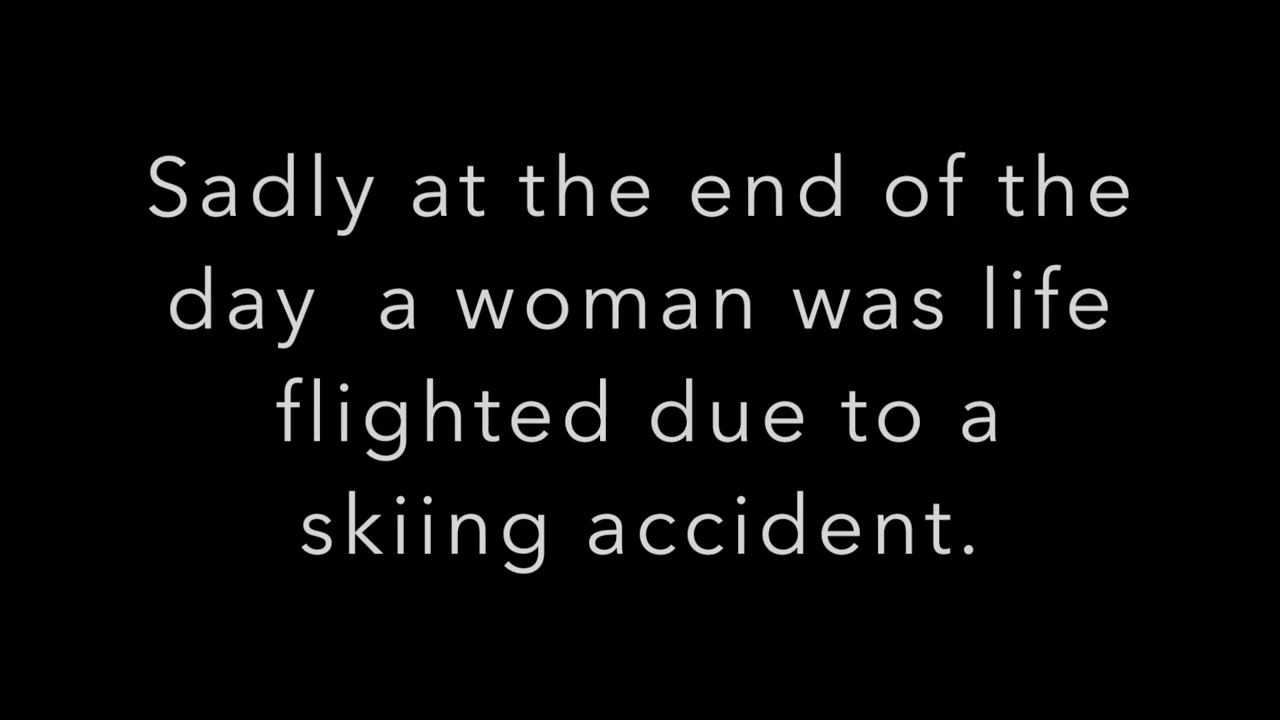 Sadly at the end of the
day  a woman was life
flighted due to a
skiing accident.